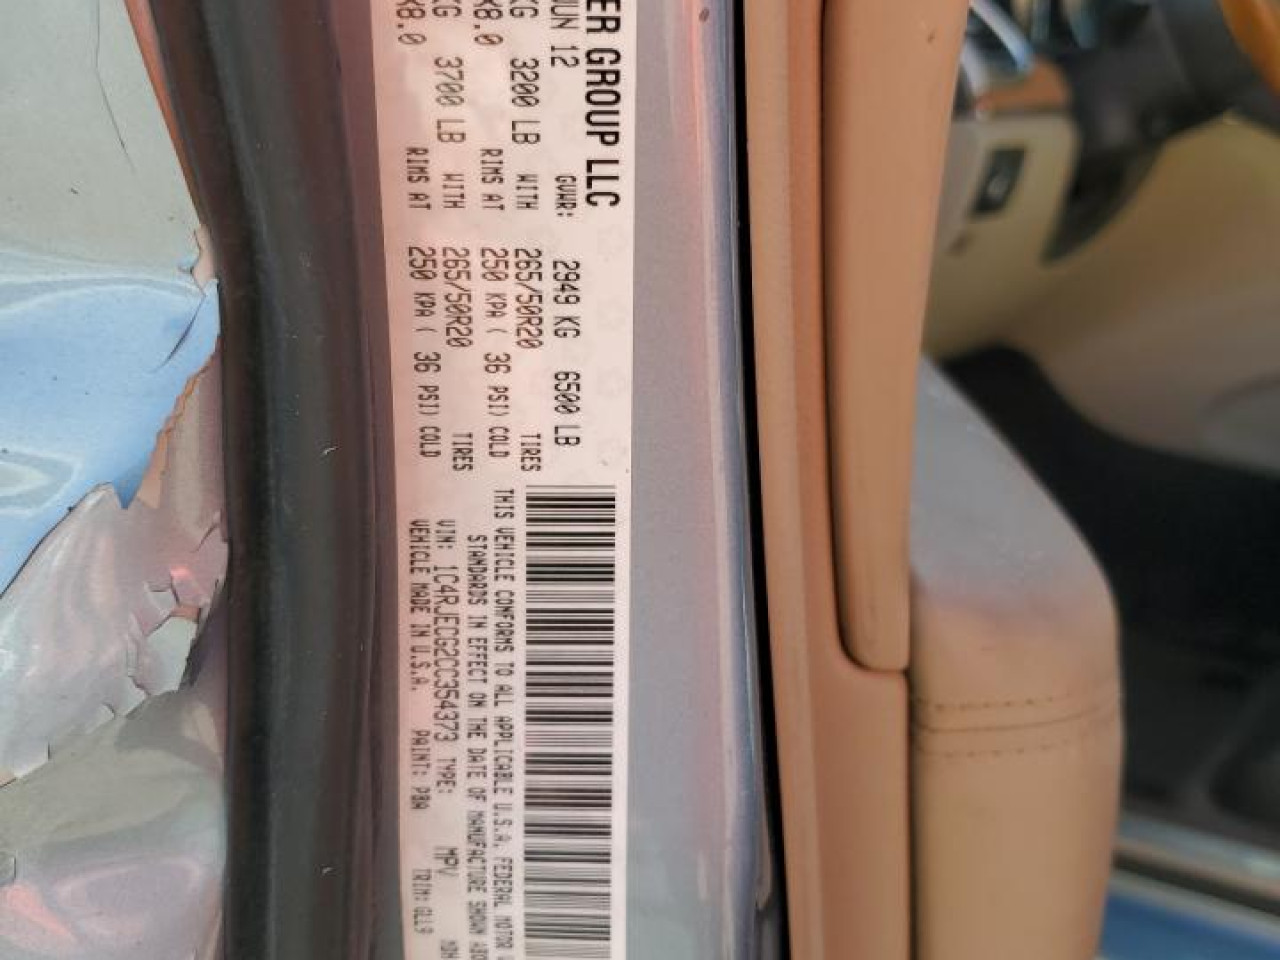 ER GROUP LLC
JUN 12 GVWR: 2949 KG 6500 LB
KG 3200 LB WITH 265/50R20 TIRES
X8.0 RIMS AT 250 KPA ( 36 PSI) COLD
KG 3700 LB WITH 265/50R20 TIRES
X8.0 RIMS AT 250 KPA ( 36 PSI) COLD
THIS VEHICLE CONFORMS TO ALL APPLICABLE U.S.A. FEDERAL MOTOR
STANDARDS IN EFFECT ON THE DATE OF MANUFACTURE SHOWN
VIN: 1C4RJECG2CC354373 TYPE: MPV
VEHICLE MADE IN U.S.A. PAINT: PBA TRIM: GLL9